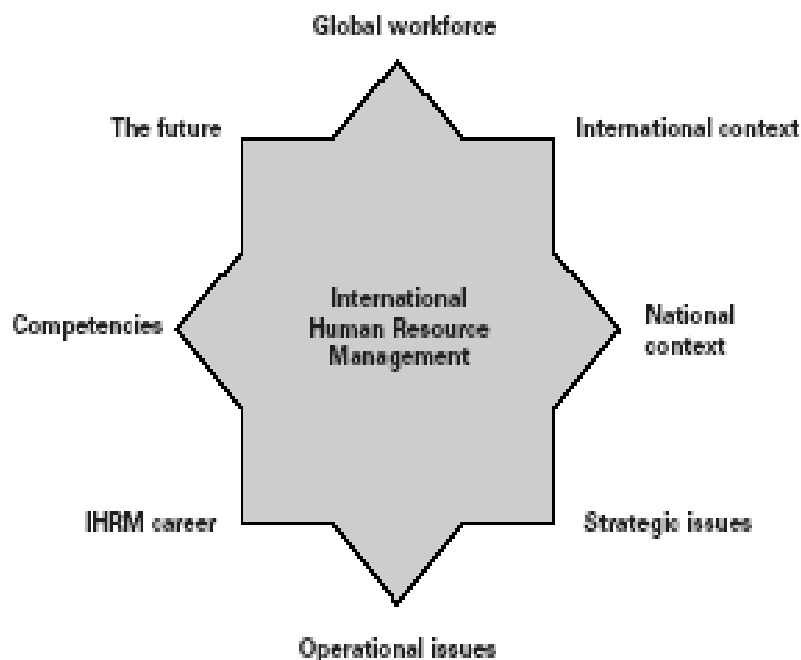 Global workforce
The future
International context
Competencies
International
Human Resource
Management
National
context
IHRM career
Strategic issues
Operational issues